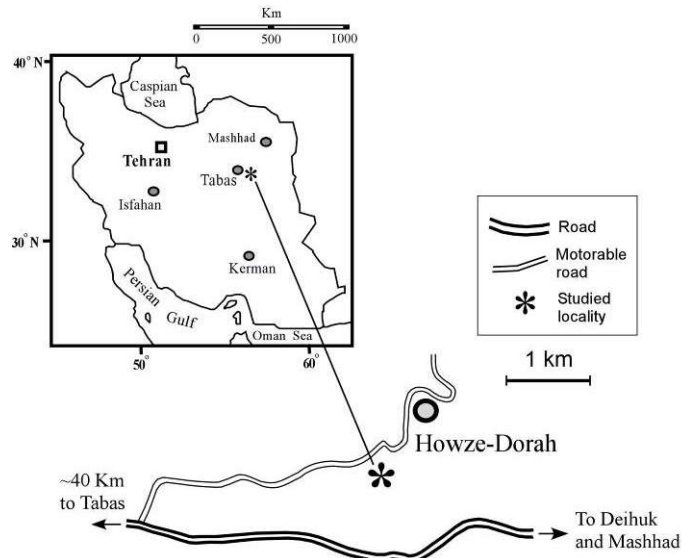 Km
0 500 1000
40° N
Caspian
Sea
Mashhad
Tehran
Tabas *
Isfahan
30° N
Kerman
Persian
Gulf
Oman Sea
50° 60°
Road
Motorable
road
* Studied
locality
1 km
Howze-Dorah
*
~40 Km
to Tabas
To Deihuk
and Mashhad